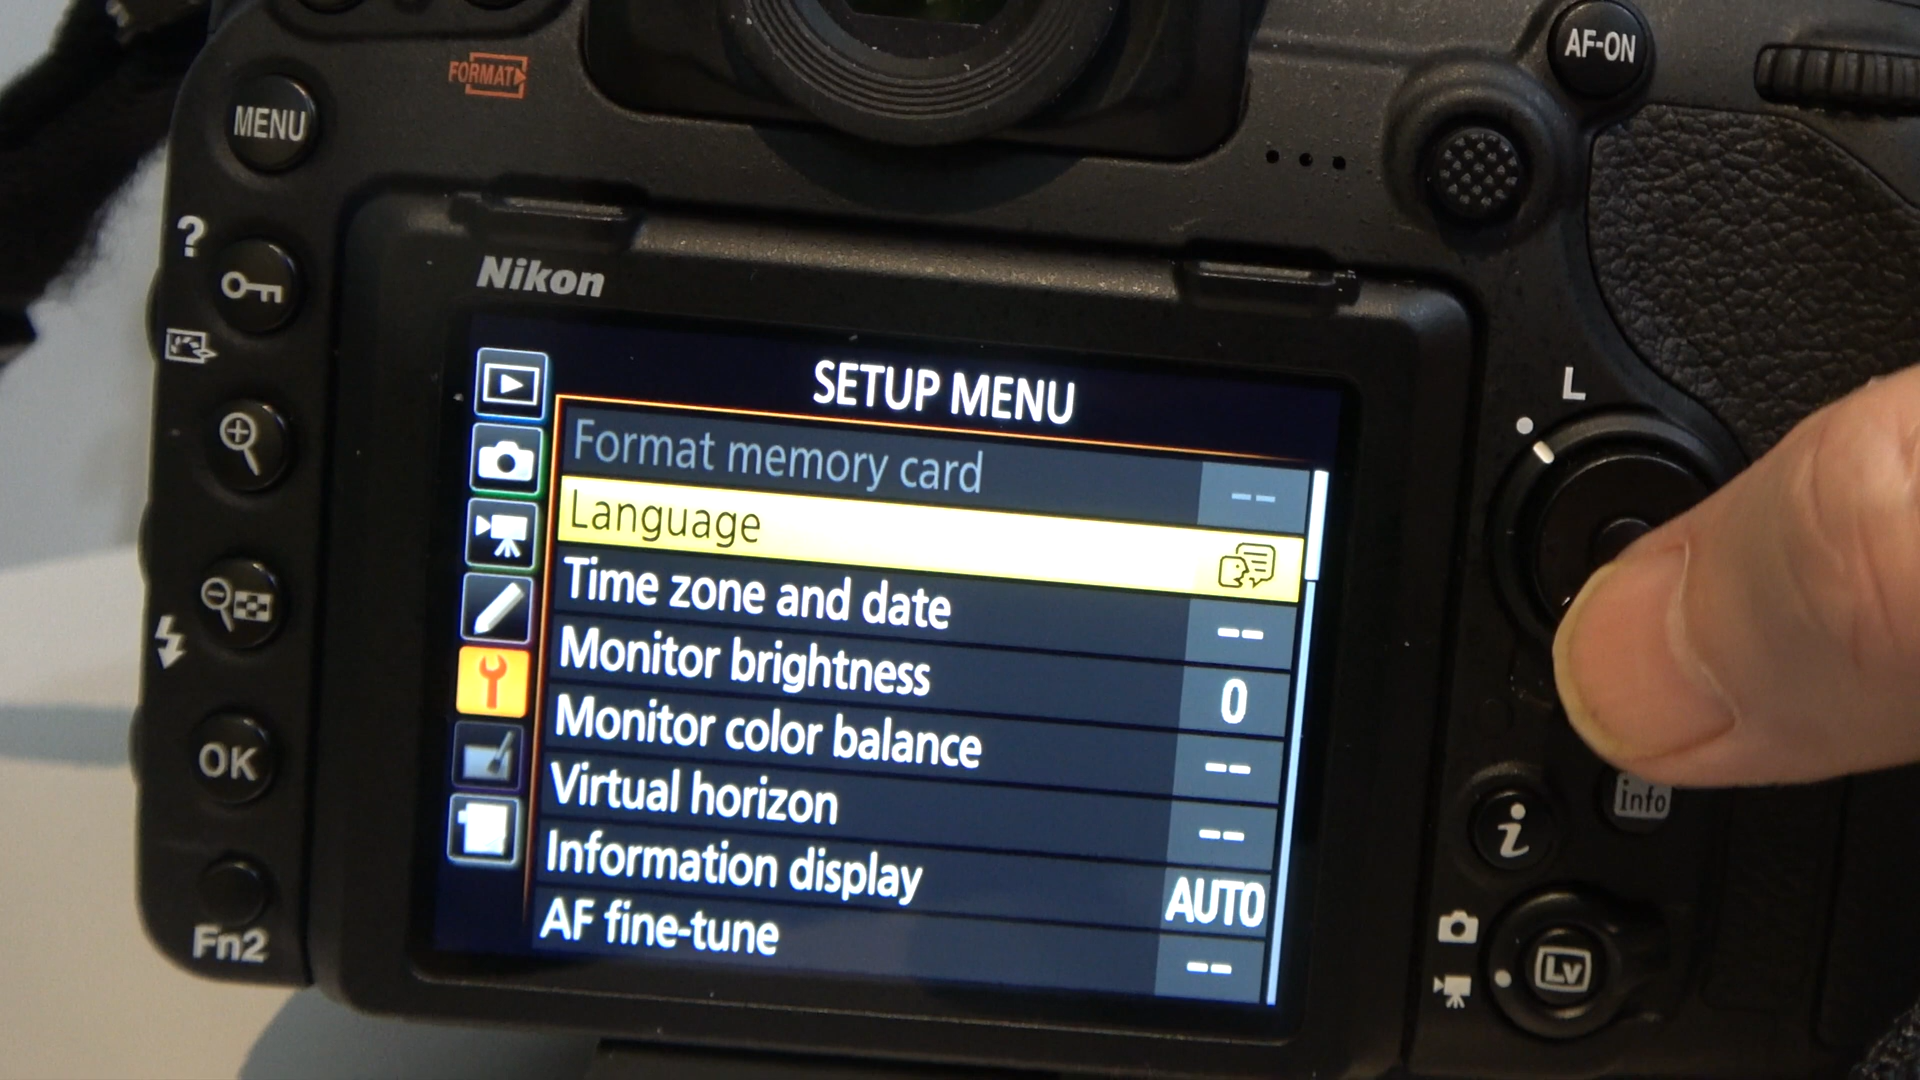 AF-ON
FORMAT
MENU
?
Nikon
SETUP MENU
L
Format memory card --
Language
Time zone and date --
Monitor brightness 0
Monitor color balance --
Virtual horizon --
Information display AUTO
AF fine-tune --
OK
info
i
Fn2
Lv